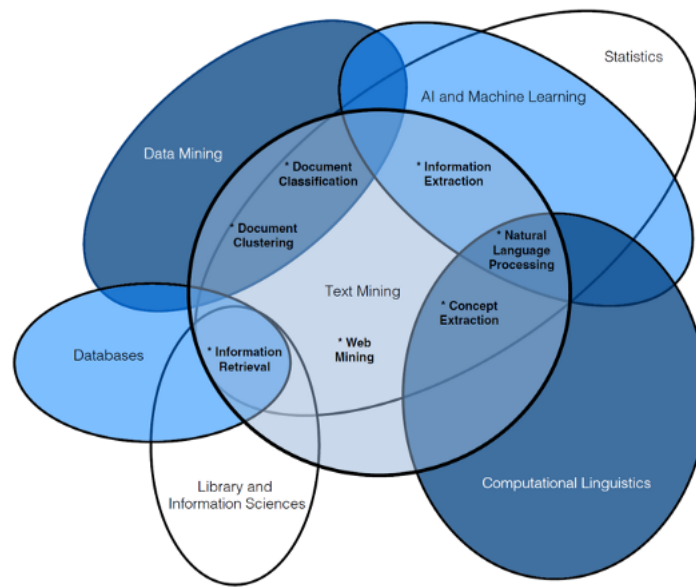 Statistics
AI and Machine Learning
Data Mining
* Document
Classification
* Information
Extraction
* Document
Clustering
* Natural
Language
Processing
Text Mining
* Concept
Extraction
Databases
* Information
Retrieval
* Web
Mining
Library and
Information Sciences
Computational Linguistics